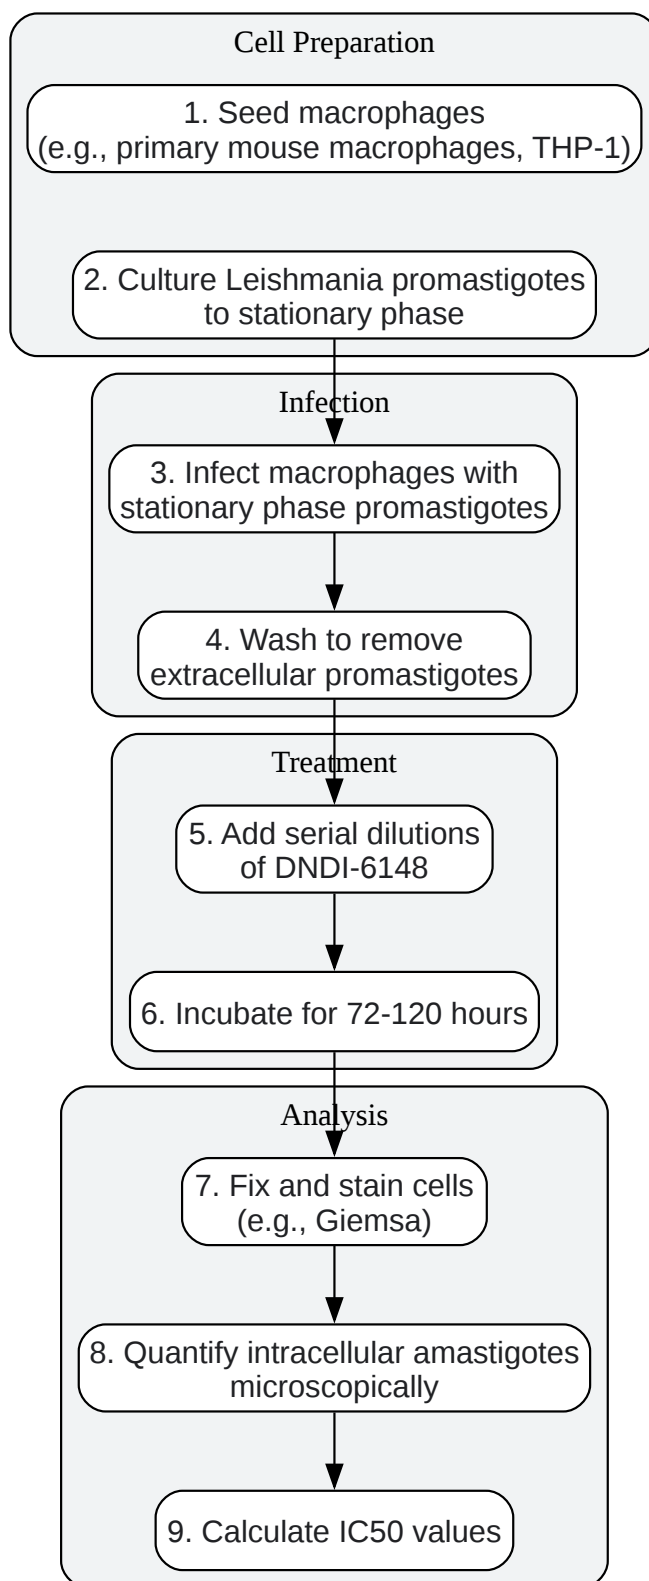 Cell Preparation
1. Seed macrophages
(e.g., primary mouse macrophages, THP-1)
2. Culture Leishmania promastigotes
to stationary phase
Infection
3. Infect macrophages with
stationary phase promastigotes
4. Wash to remove
extracellular promastigotes
Treatment
5. Add serial dilutions
of DNDI-6148
6. Incubate for 72-120 hours
Analysis
7. Fix and stain cells
(e.g., Giemsa)
8. Quantify intracellular amastigotes
microscopically
9. Calculate IC50 values